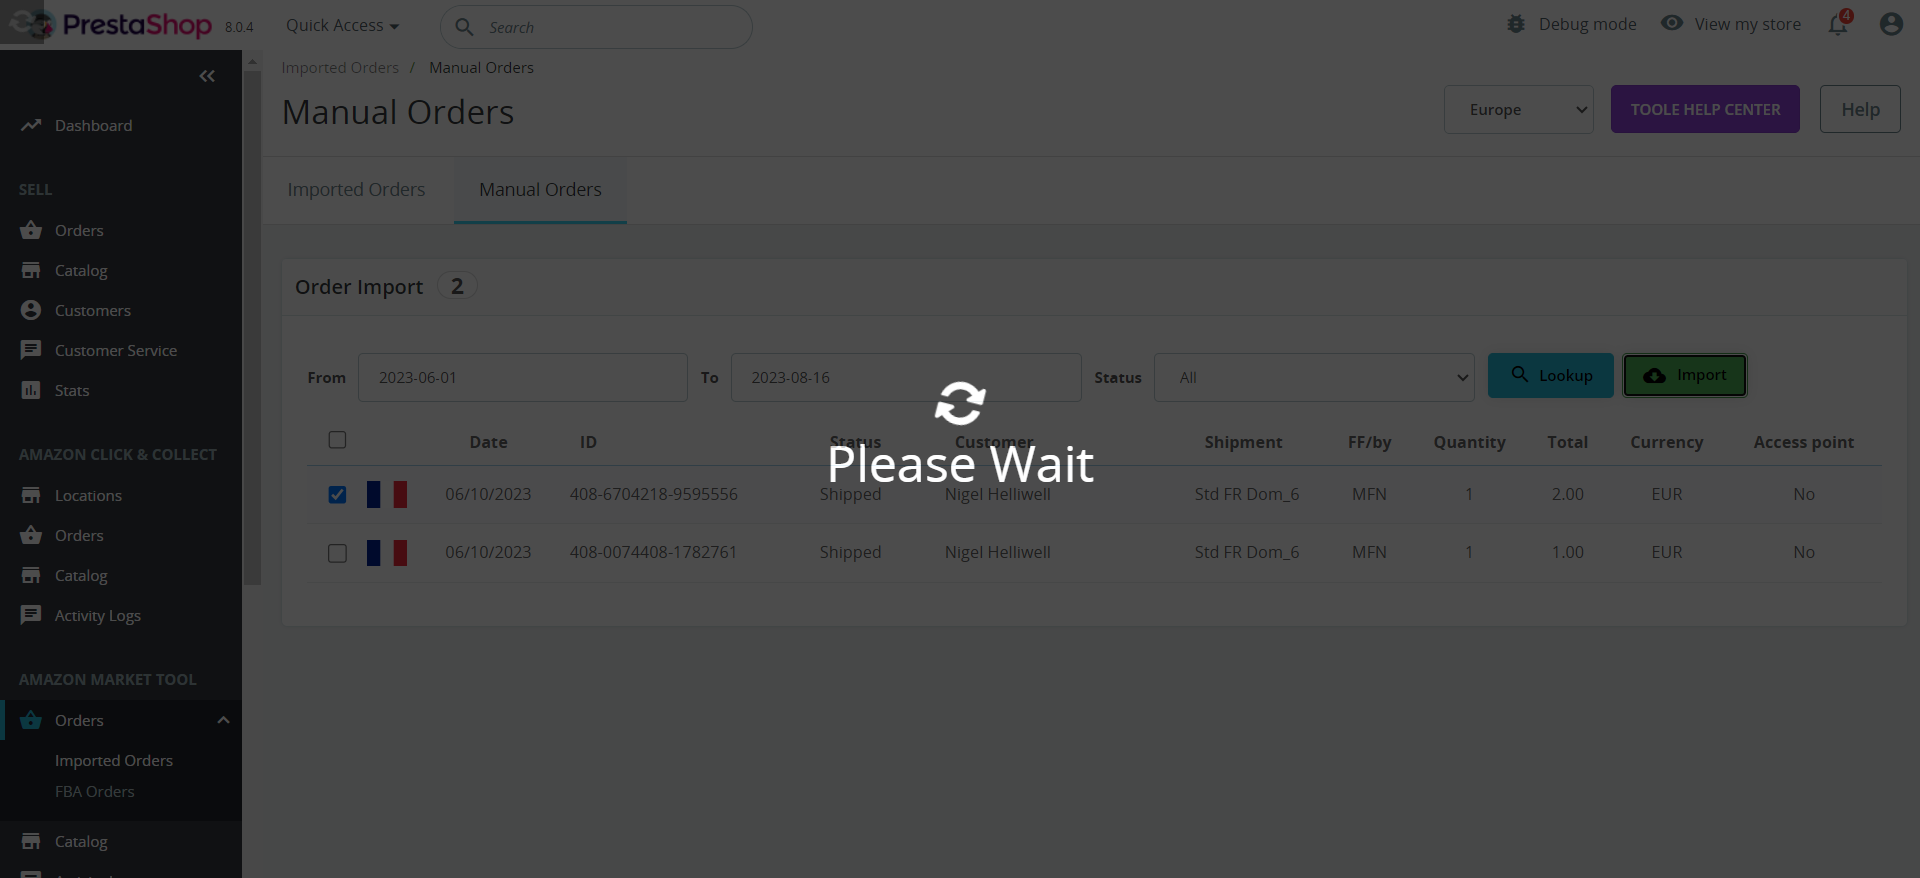 PrestaShop 8.0.4 Quick Access Search Debug mode View my store 4
Imported Orders / Manual Orders
Manual Orders
Europe TOOLE HELP CENTER Help
Imported Orders Manual Orders
Dashboard
SELL
Orders
Catalog
Customers
Customer Service
Stats
AMAZON CLICK & COLLECT
Locations
Orders
Catalog
Activity Logs
AMAZON MARKET TOOL
Orders
Imported Orders
FBA Orders
Catalog
Order Import 2
From 2023-06-01 To 2023-08-16 Status All Lookup Import
Date ID Status Customer Shipment FF/by Quantity Total Currency Access point
Please Wait
06/10/2023 408-6704218-9595556 Shipped Nigel Helliwell Std FR Dom_6 MFN 1 2.00 EUR No
06/10/2023 408-0074408-1782761 Shipped Nigel Helliwell Std FR Dom_6 MFN 1 1.00 EUR No